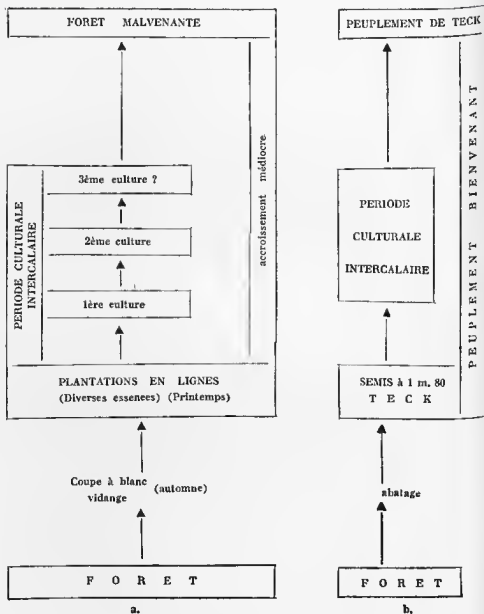 FORET MALVENANTE
accroissement médiocre
PERIODE CULTURALE
INTERCALAIRE
3ème culture ?
2ème culture
1ère culture
PLANTATIONS EN LIGNES
(Diverses essences) (Printemps)
Coupe à blanc
vidange
(automne)
F O R E T
a.
PEUPLEMENT DE TECK
PEUPLEMENT BIENVENANT
PERIODE
CULTURALE
INTERCALAIRE
SEMIS à 1 m. 80
T E C K
abatage
F O R E T
b.